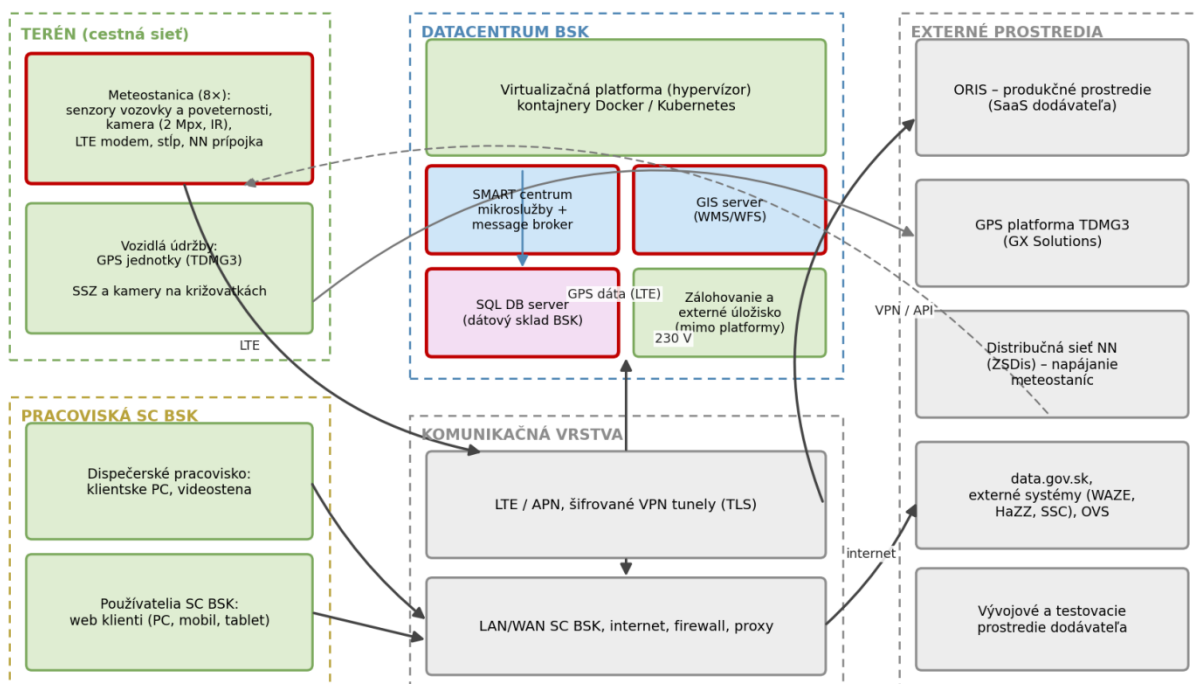 TERÉN (cestná sieť)
Meteostanica (8×):
senzory vozovky a poveternosti,
kamera (2 Mpx, IR),
LTE modem, stĺp, NN prípojka
Vozidlá údržby:
GPS jednotky (TDMG3)
SSZ a kamery na križovatkách
LTE
PRACOVISKÁ SC BSK
Dispečerské pracovisko:
klientske PC, videostena
Používatelia SC BSK:
web klienti (PC, mobil, tablet)
DATACENTRUM BSK
Virtualizačná platforma (hypervízor)
kontajnery Docker / Kubernetes
SMART centrum
mikroslužby +
message broker
GIS server
(WMS/WFS)
SQL DB server
(dátový sklad BSK)
GPS dáta (LTE)
Zálohovanie a
externé úložisko
(mimo platformy)
230 V
KOMUNIKAČNÁ VRSTVA
LTE / APN, šifrované VPN tunely (TLS)
LAN/WAN SC BSK, internet, firewall, proxy
internet
VPN / API
EXTERNÉ PROSTREDIA
ORIS – produkčné prostredie
(SaaS dodávateľa)
GPS platforma TDMG3
(GX Solutions)
Distribučná sieť NN
(ZSDis) – napájanie
meteostaníc
data.gov.sk,
externé systémy (WAZE,
HaZZ, SSC), OVS
Vývojové a testovacie
prostredie dodávateľa